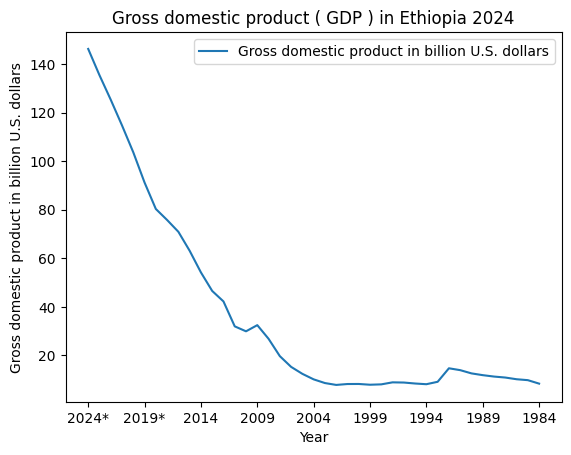 Gross domestic product ( GDP ) in Ethiopia 2024
Gross domestic product in billion U.S. dollars
Gross domestic product in billion U.S. dollars
140
120
100
80
60
40
20
2024* 2019* 2014 2009 2004 1999 1994 1989 1984
Year